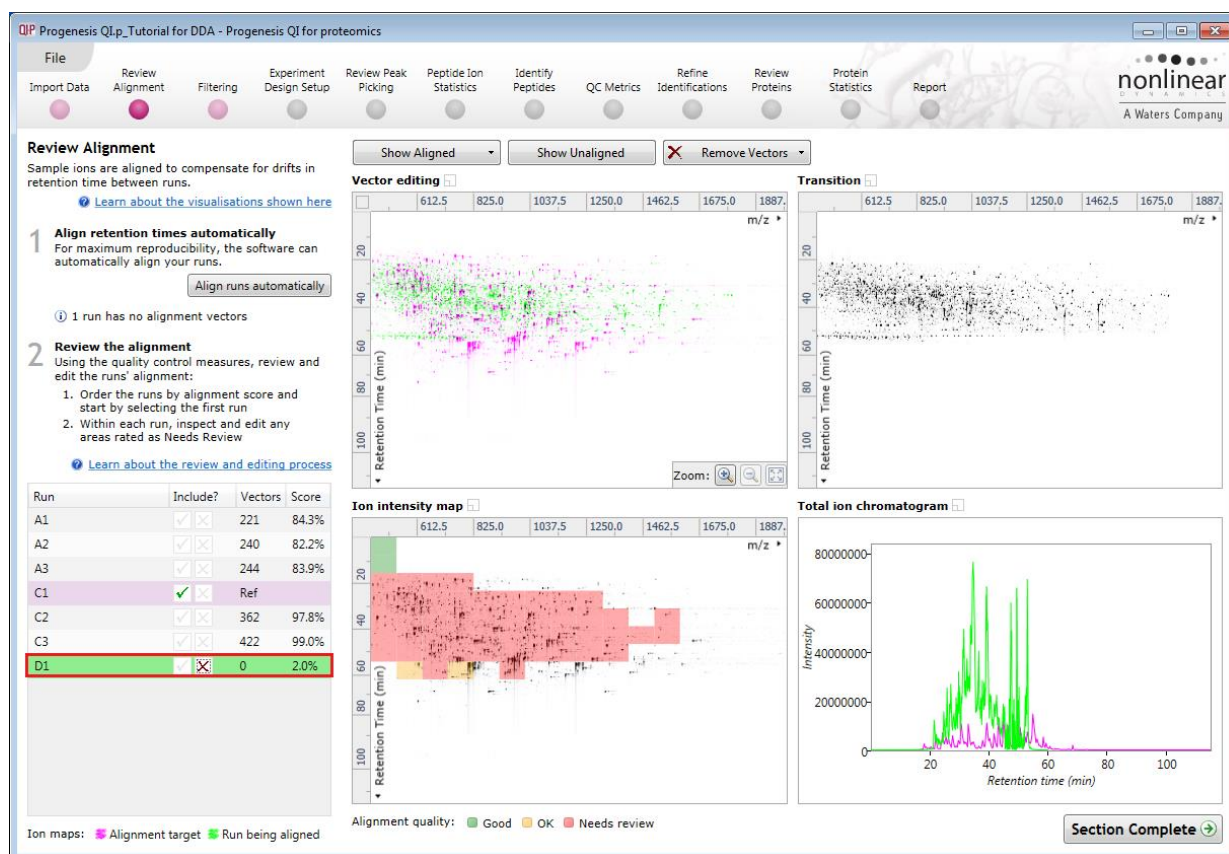 QIP Progenesis QI.p_Tutorial for DDA - Progenesis QI for proteomics
File
Import Data
Review Alignment
Filtering
Experiment Design Setup
Review Peak Picking
Peptide Ion Statistics
Identify Peptides
QC Metrics
Refine Identifications
Review Proteins
Protein Statistics
Report
nonlinear
DYNAMICS
A Waters Company
Review Alignment
Sample ions are aligned to compensate for drifts in
retention time between runs.
Learn about the visualisations shown here
1 Align retention times automatically
For maximum reproducibility, the software can
automatically align your runs.
Align runs automatically
1 run has no alignment vectors
2 Review the alignment
Using the quality control measures, review and
edit the runs' alignment:
1. Order the runs by alignment score and
start by selecting the first run
2. Within each run, inspect and edit any
areas rated as Needs Review
Learn about the review and editing process
Run Include? Vectors Score
A1 221 84.3%
A2 240 82.2%
A3 244 83.9%
C1 Ref
C2 362 97.8%
C3 422 99.0%
D1 0 2.0%
Ion maps: Alignment target Run being aligned
Show Aligned
Show Unaligned
Remove Vectors
Vector editing
612.5 825.0 1037.5 1250.0 1462.5 1675.0 1887.
m/z
20
40
60
80
100
Retention Time (min)
Zoom:
Transition
612.5 825.0 1037.5 1250.0 1462.5 1675.0 1887.
m/z
20
40
60
80
100
Retention Time (min)
Ion intensity map
612.5 825.0 1037.5 1250.0 1462.5 1675.0 1887.
m/z
20
40
60
80
100
Retention Time (min)
Alignment quality: Good OK Needs review
Total ion chromatogram
80000000
60000000
40000000
20000000
0
Intensity
20 40 60 80 100
Retention time (min)
Section Complete